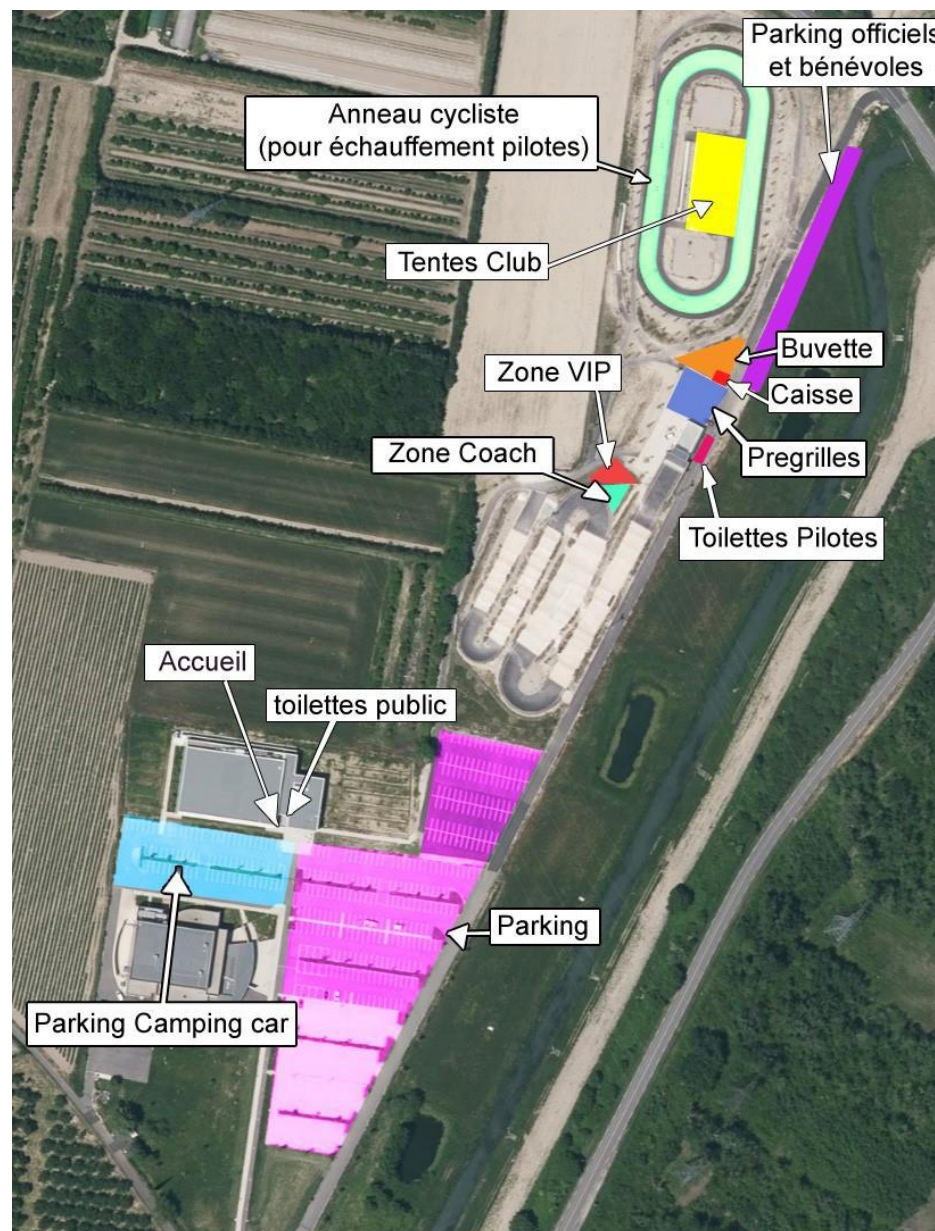 Parking officiels
et bénévoles
Anneau cycliste
(pour échauffement pilotes)
Tentes Club
Buvette
Zone VIP
Caisse
Zone Coach
Pregrilles
Toilettes Pilotes
Accueil
toilettes public
Parking
Parking Camping car